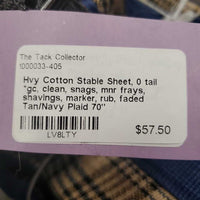 The Tack Collector
1000033-405
Hvy Cotton Stable Sheet, 0 tail
"gc, clean, snags, mnr frays,
shavings, marker, rub, faded
Tan/Navy Plaid 70"
LV8LTY
$57.50